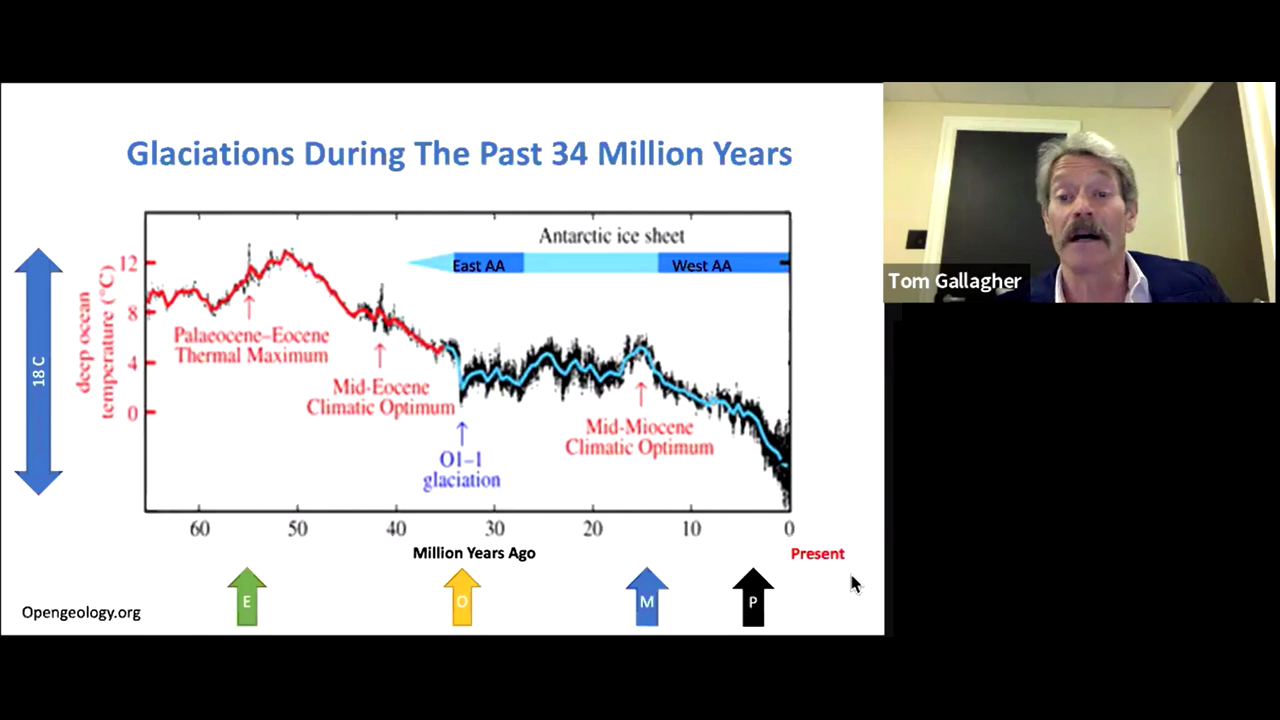 Glaciations During The Past 34 Million Years
Antarctic ice sheet
East AA
West AA
12
8
4
0
deep ocean
temperature (°C)
18 C
Palaeocene–Eocene
Thermal Maximum
Mid-Eocene
Climatic Optimum
O1–1
glaciation
Mid-Miocene
Climatic Optimum
60
50
40
30
20
10
0
Million Years Ago
Present
E
O
M
P
Opengeology.org
Tom Gallagher